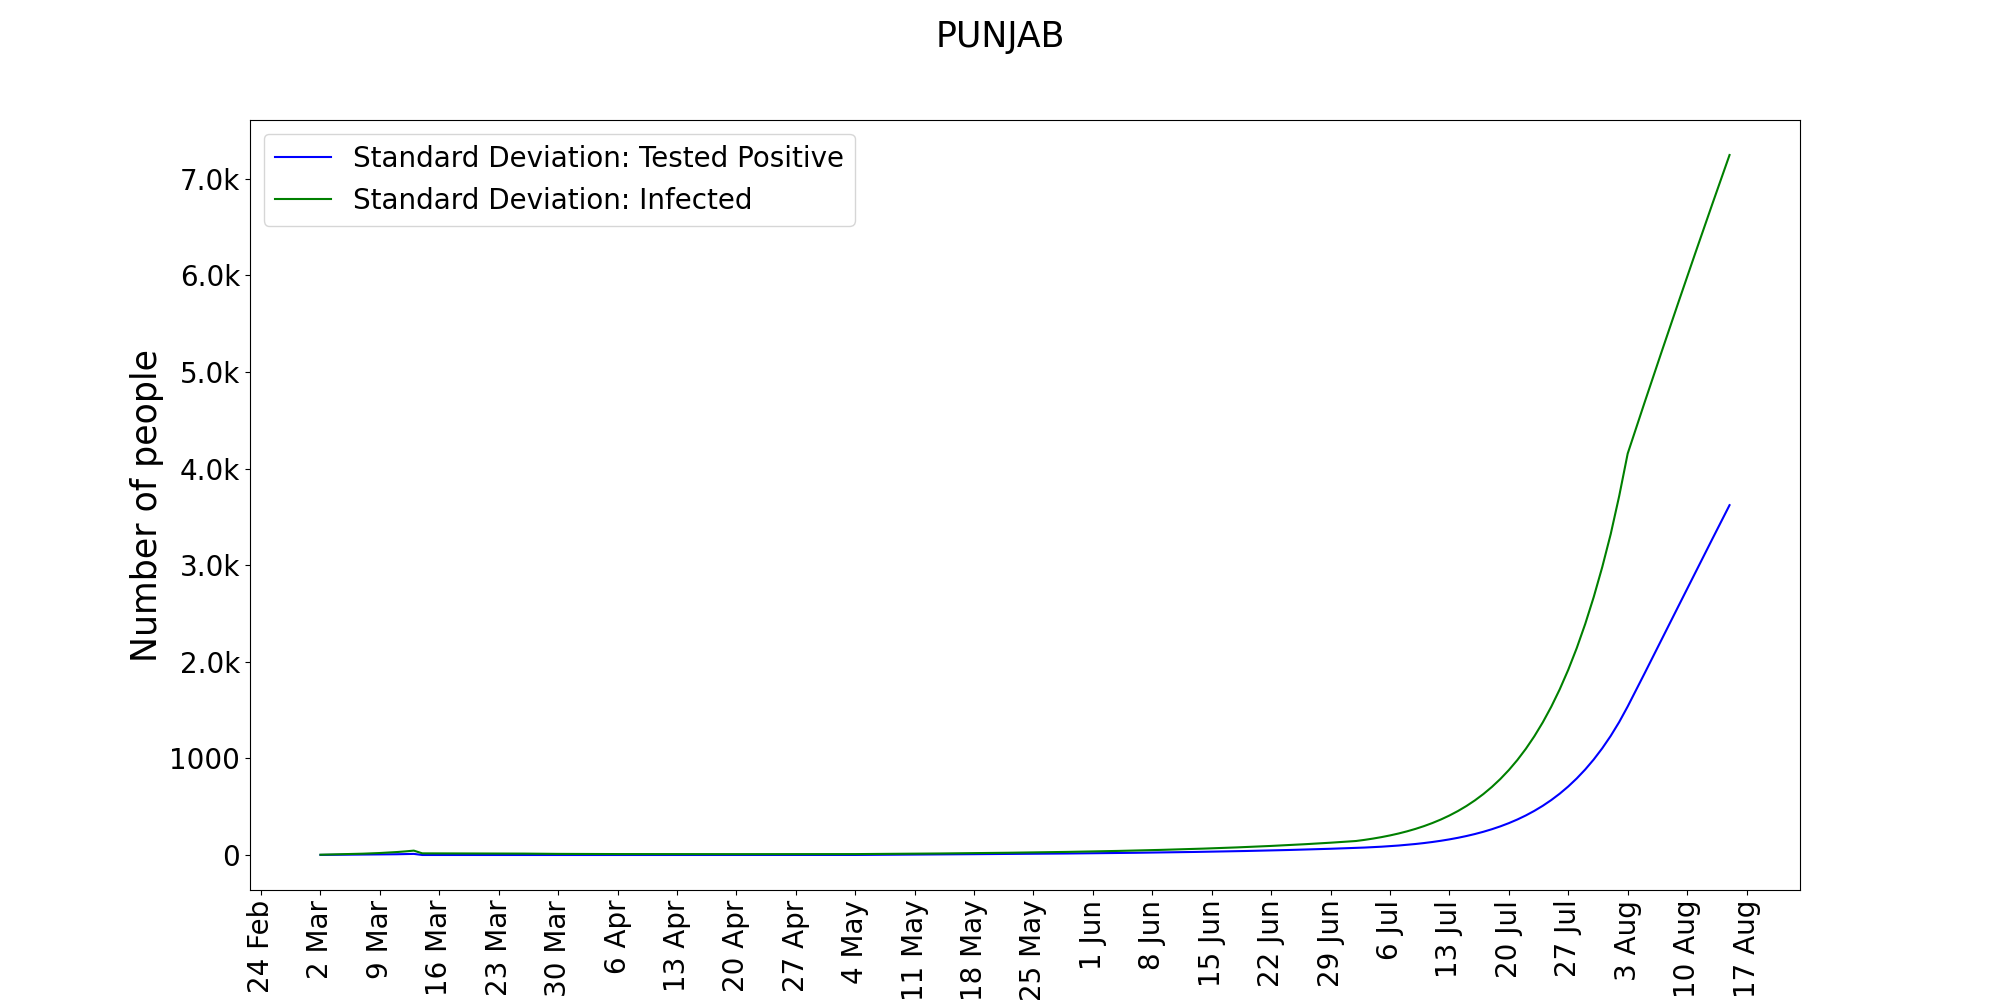 PUNJAB
Standard Deviation: Tested Positive
Standard Deviation: Infected
Number of people
7.0k
6.0k
5.0k
4.0k
3.0k
2.0k
1000
0
24 Feb
2 Mar
9 Mar
16 Mar
23 Mar
30 Mar
6 Apr
13 Apr
20 Apr
27 Apr
4 May
11 May
18 May
25 May
1 Jun
8 Jun
15 Jun
22 Jun
29 Jun
6 Jul
13 Jul
20 Jul
27 Jul
3 Aug
10 Aug
17 Aug